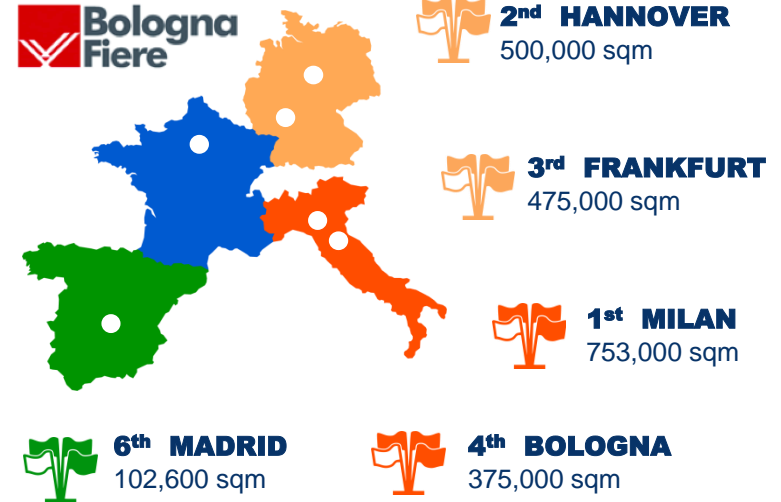 Bologna
Fiere
2nd HANNOVER
500,000 sqm
3rd FRANKFURT
475,000 sqm
1st MILAN
753,000 sqm
6th MADRID
102,600 sqm
4th BOLOGNA
375,000 sqm